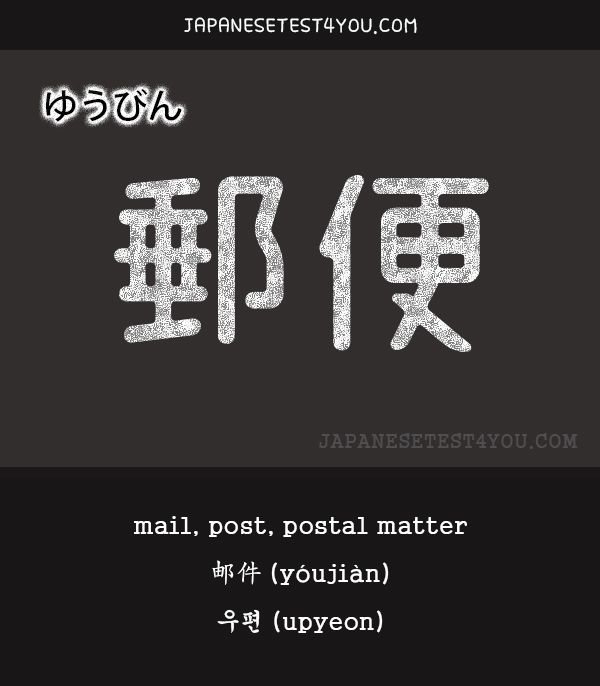 JAPANESETEST4YOU.COM
ゆうびん
郵便
JAPANESETEST4YOU.COM
mail, post, postal matter
邮件 (yóujiàn)
우편 (upyeon)